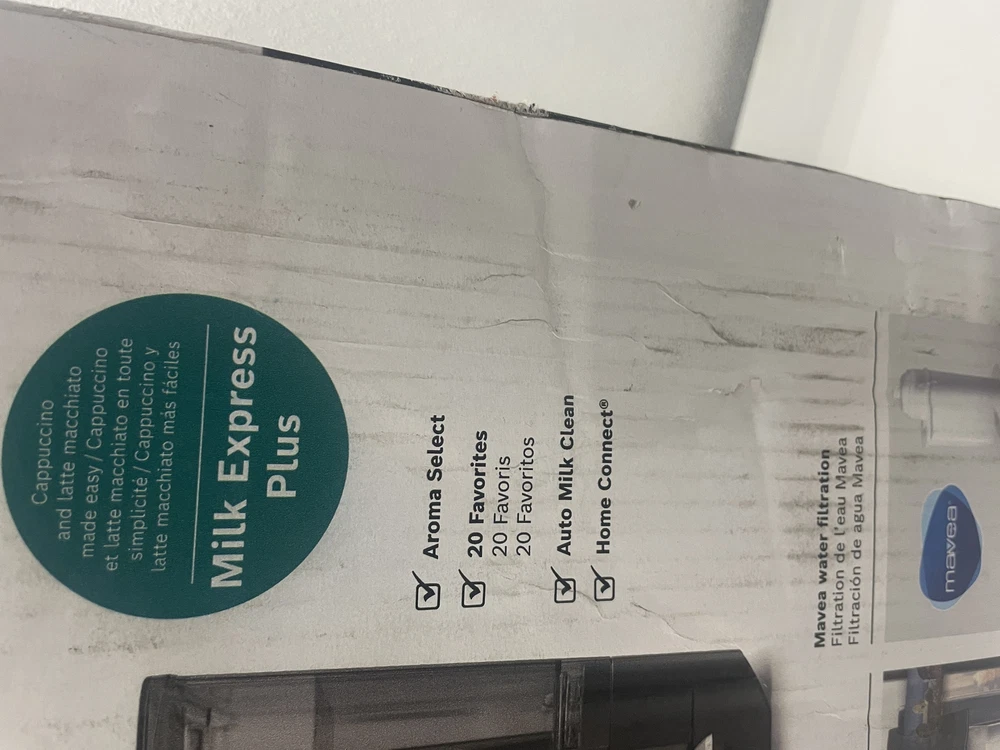 Cappuccino
and latte macchiato
made easy / Cappuccino
et latte macchiato en toute
simplicité / Cappuccino y
latte macchiato más fáciles
Milk Express
Plus
Aroma Select
20 Favorites
20 Favoris
20 Favoritos
Auto Milk Clean
Home Connect®
Mavea water filtration
Filtration de l'eau Mavea
Filtración de agua Mavea
mavea